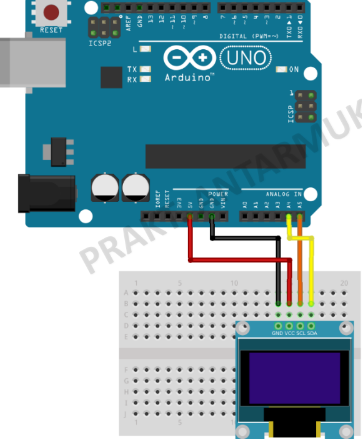 RESET
ICSP2
AREF
GND
13
12
~11
~10
~9
8
7
~6
~5
4
~3
2
TX▶1
RX◀0
DIGITAL (PWM=~)
L
TX
RX
UNO
ON
Arduino™
1
ICSP
POWER
ANALOG IN
IOREF
RESET
3V3
5V
GND
GND
VIN
A0
A1
A2
A3
A4
A5
GND VCC SCL SDA